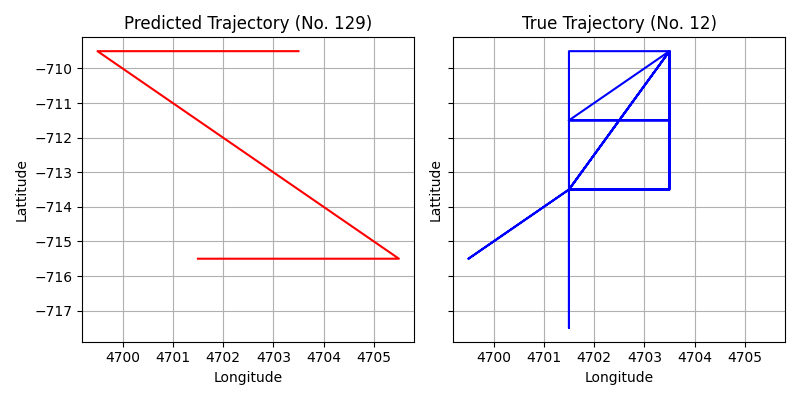 Predicted Trajectory (No. 129)
True Trajectory (No. 12)
−710
−711
−712
−713
−714
−715
−716
−717
Lattitude
Lattitude
4700 4701 4702 4703 4704 4705
4700 4701 4702 4703 4704 4705
Longitude
Longitude